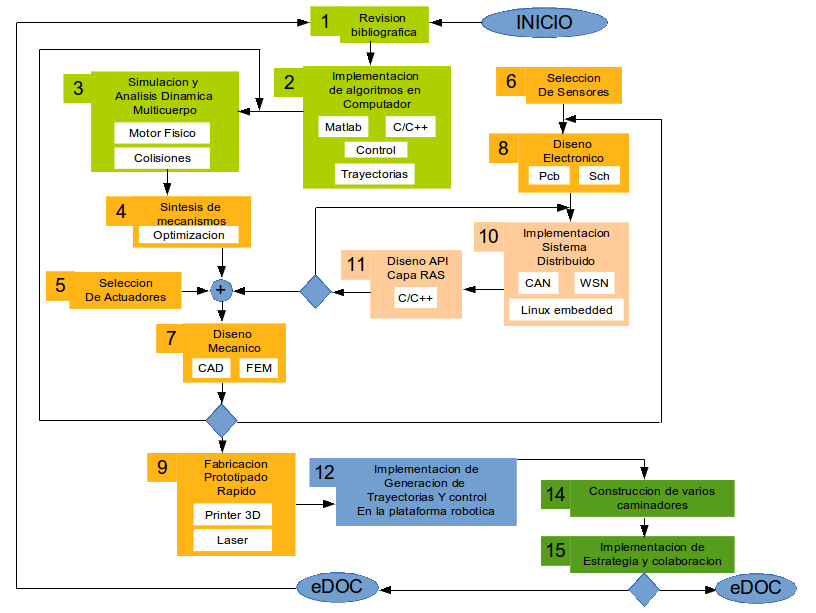 INICIO
1
Revision
bibliografica
2
Implementacion
de algoritmos en
Computador
Matlab
C/C++
Control
Trayectorias
3
Simulacion y
Analisis Dinamica
Multicuerpo
Motor Fisico
Colisiones
4
Sintesis de
mecanismos
Optimizacion
5
Seleccion
De Actuadores
+
6
Seleccion
De Sensores
8
Diseno
Electronico
Pcb
Sch
10
Implementacion
Sistema
Distribuido
CAN
WSN
Linux embedded
11
Diseno API
Capa RAS
C/C++
7
Diseno
Mecanico
CAD
FEM
9
Fabricacion
Prototipado
Rapido
Printer 3D
Laser
12
Implementacion de
Generacion de
Trayectorias Y control
En la plataforma robotica
14
Construccion de varios
caminadores
15
Implementacion de
Estrategia y colaboracion
eDOC
eDOC